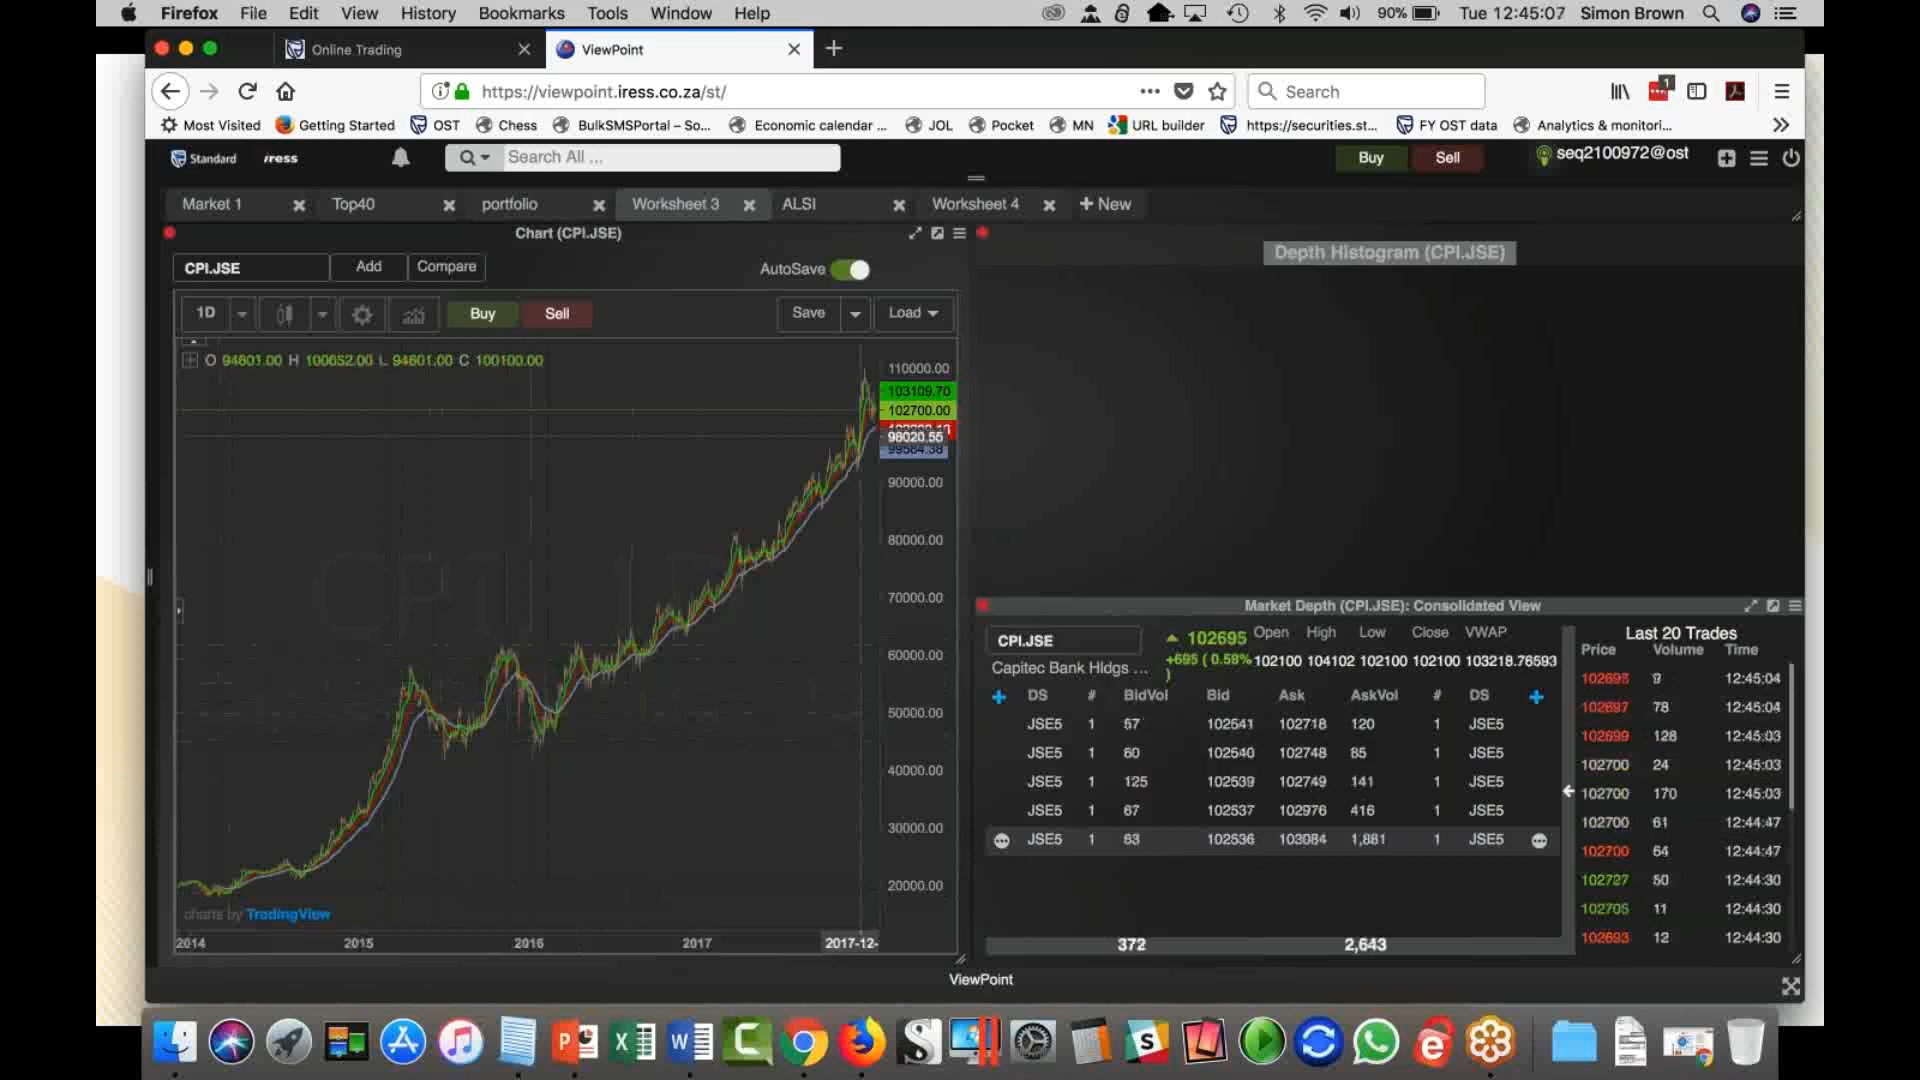 Firefox File Edit View History Bookmarks Tools Window Help 90% Tue 12:45:07 Simon Brown
Online Trading ViewPoint
https://viewpoint.iress.co.za/st/ Search 1
Most Visited Getting Started OST Chess BulkSMSPortal – So... Economic calendar ... JOL Pocket MN URL builder https://securities.st... FY OST data Analytics & monitori...
Standard iress Search All ... Buy Sell seq2100972@ost
Market 1 Top40 portfolio Worksheet 3 ALSI Worksheet 4 + New
Chart (CPI.JSE)
CPI.JSE Add Compare AutoSave
1D Buy Sell Save Load
O 94601.00 H 100652.00 L 94601.00 C 100100.00
110000.00
103109.70
102700.00
98020.55
99584.38
90000.00
80000.00
70000.00
60000.00
50000.00
40000.00
30000.00
20000.00
CPI, 1D
charts by TradingView
2014 2015 2016 2017 2017-12-
Depth Histogram (CPI.JSE)
Market Depth (CPI.JSE): Consolidated View
CPI.JSE 102695 Open High Low Close VWAP
Capitec Bank Hldgs ... +695 ( 0.59% ) 102100 104102 102100 102100 103218.76593
DS # BidVol Bid Ask AskVol # DS
JSE5 1 57 102541 102718 120 1 JSE5
JSE5 1 60 102540 102748 85 1 JSE5
JSE5 1 125 102539 102749 141 1 JSE5
JSE5 1 67 102537 102976 416 1 JSE5
JSE5 1 63 102536 103084 1,881 1 JSE5
372 2,643
Last 20 Trades
Price Volume Time
102695 9 12:45:04
102697 78 12:45:04
102699 128 12:45:03
102700 24 12:45:03
102700 170 12:45:03
102700 61 12:44:47
102700 64 12:44:47
102727 50 12:44:30
102705 11 12:44:30
102693 12 12:44:30
ViewPoint